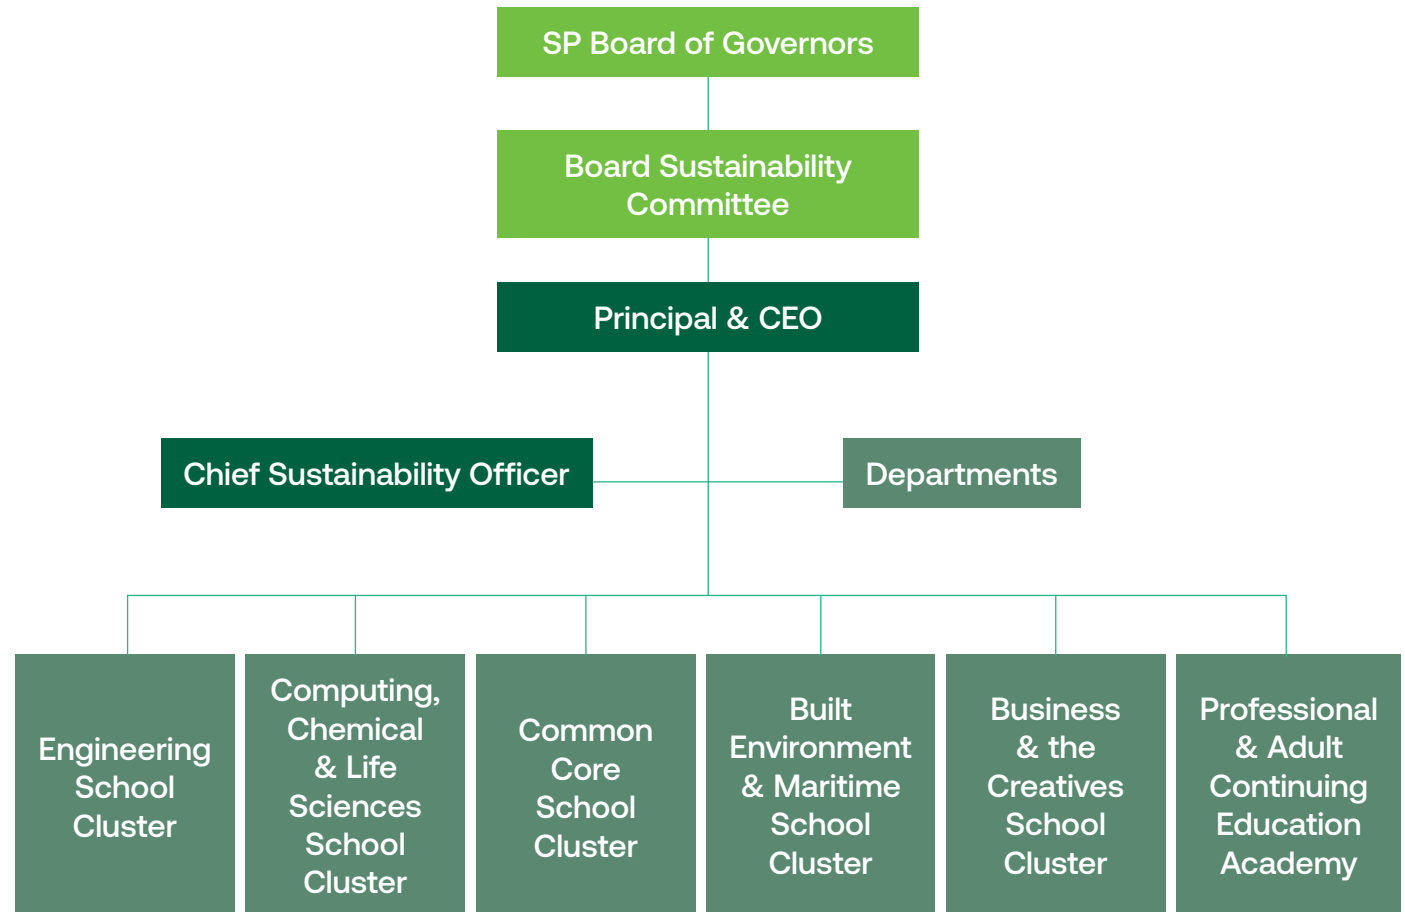 SP Board of Governors
Board Sustainability
Committee
Principal & CEO
Chief Sustainability Officer
Departments
Engineering
School
Cluster
Computing,
Chemical
& Life
Sciences
School
Cluster
Common
Core
School
Cluster
Built
Environment
& Maritime
School
Cluster
Business
& the
Creatives
School
Cluster
Professional
& Adult
Continuing
Education
Academy